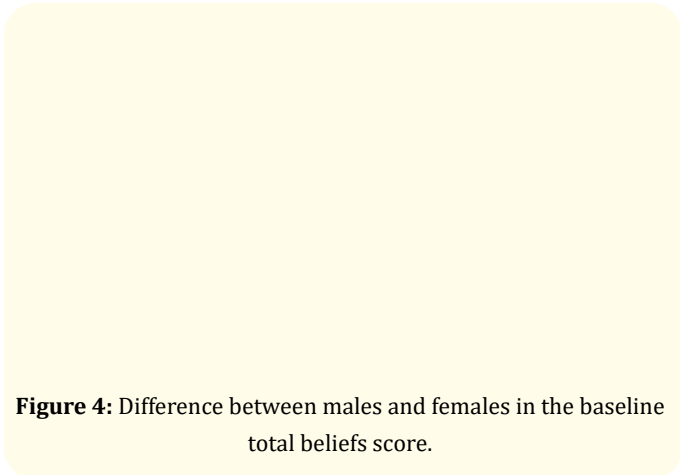 Figure 4: Difference between males and females in the baseline
total beliefs score.